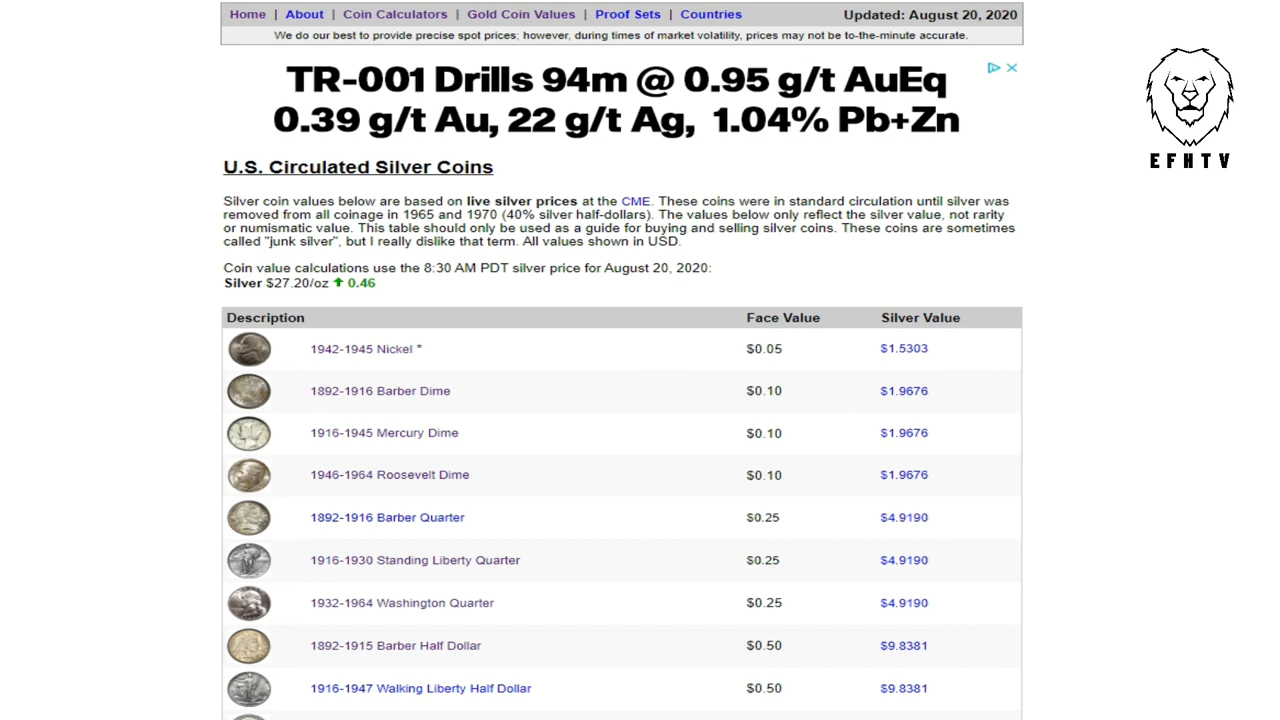 Home | About | Coin Calculators | Gold Coin Values | Proof Sets | Countries Updated: August 20, 2020
We do our best to provide precise spot prices; however, during times of market volatility, prices may not be to-the-minute accurate.
TR-001 Drills 94m @ 0.95 g/t AuEq
0.39 g/t Au, 22 g/t Ag, 1.04% Pb+Zn
EFHTV
U.S. Circulated Silver Coins
Silver coin values below are based on live silver prices at the CME. These coins were in standard circulation until silver was
removed from all coinage in 1965 and 1970 (40% silver half-dollars). The values below only reflect the silver value, not rarity
or numismatic value. This table should only be used as a guide for buying and selling silver coins. These coins are sometimes
called "junk silver", but I really dislike that term. All values shown in USD.
Coin value calculations use the 8:30 AM PDT silver price for August 20, 2020:
Silver $27.20/oz 0.46
Description Face Value Silver Value
1942-1945 Nickel * $0.05 $1.5303
1892-1916 Barber Dime $0.10 $1.9676
1916-1945 Mercury Dime $0.10 $1.9676
1946-1964 Roosevelt Dime $0.10 $1.9676
1892-1916 Barber Quarter $0.25 $4.9190
1916-1930 Standing Liberty Quarter $0.25 $4.9190
1932-1964 Washington Quarter $0.25 $4.9190
1892-1915 Barber Half Dollar $0.50 $9.8381
1916-1947 Walking Liberty Half Dollar $0.50 $9.8381